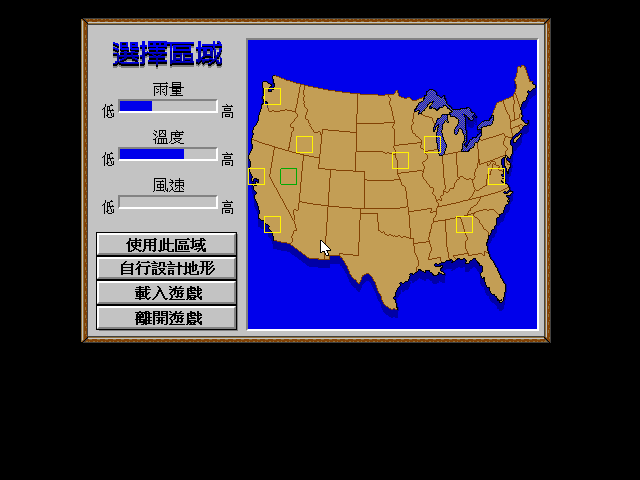 選擇區域
雨量
低 高
溫度
低 高
風速
低 高
使用此區域
自行設計地形
載入遊戲
離開遊戲